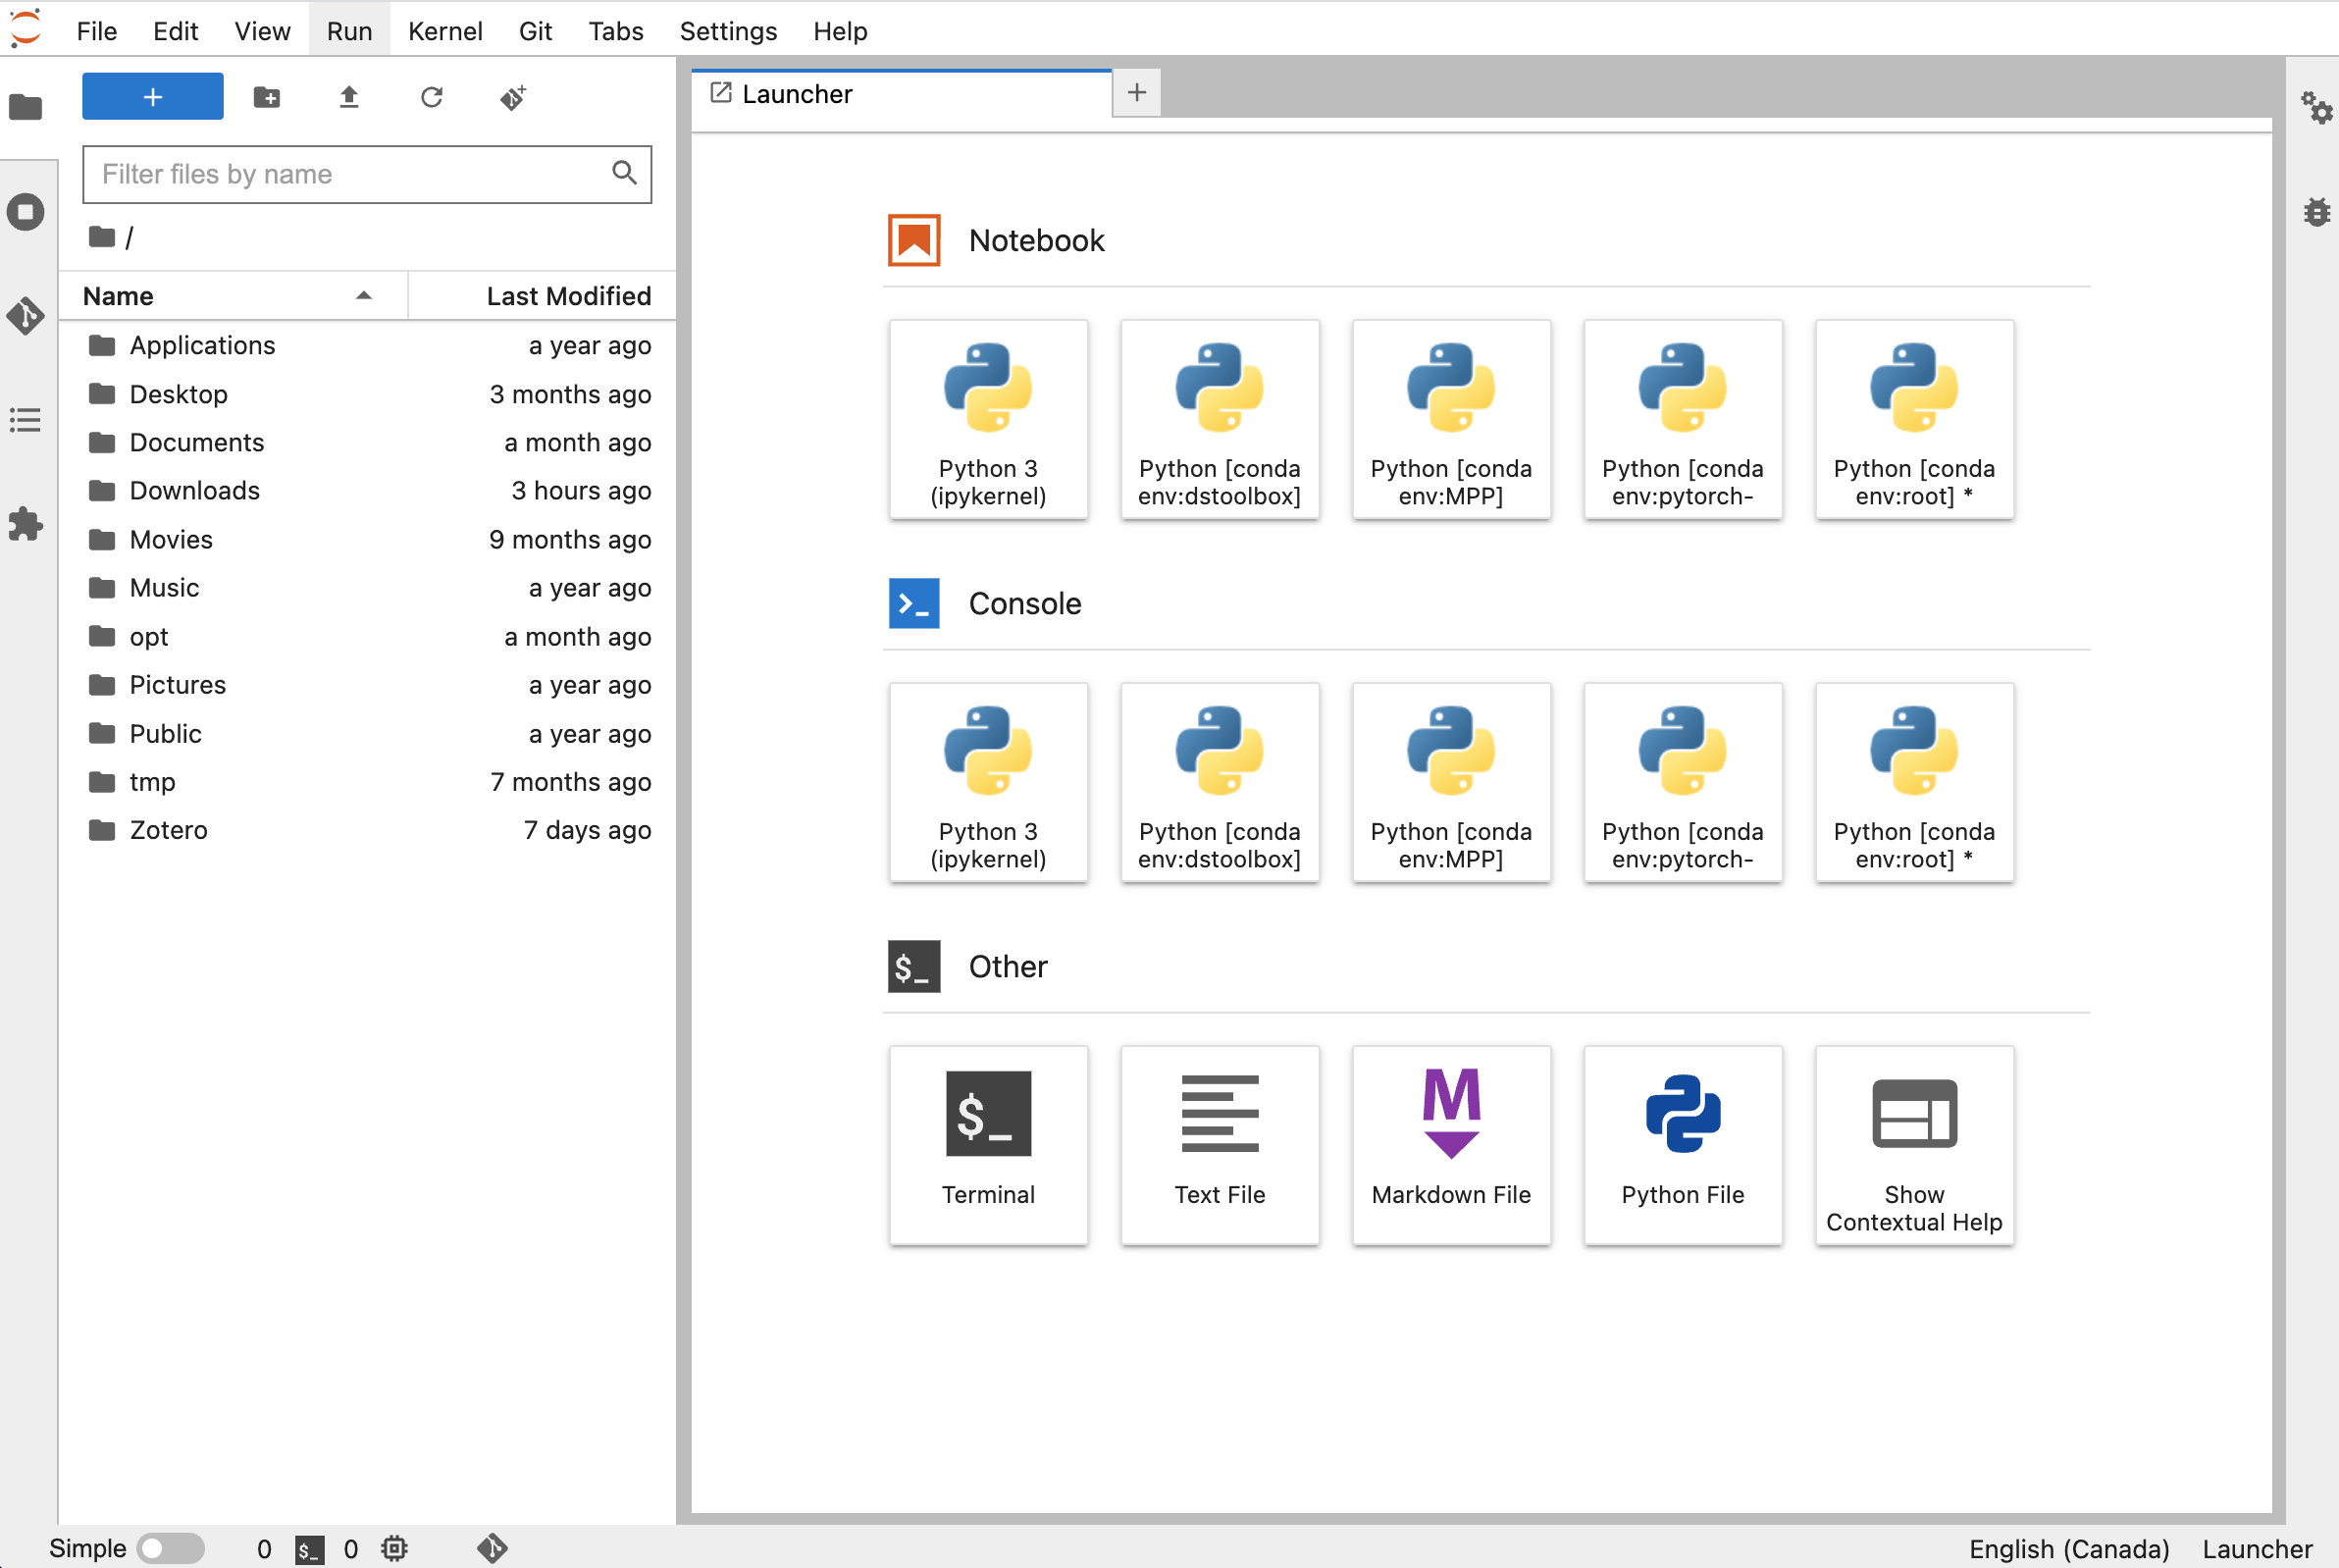 File Edit View Run Kernel Git Tabs Settings Help
+
Launcher
+
Filter files by name
/
Name Last Modified
Applications a year ago
Desktop 3 months ago
Documents a month ago
Downloads 3 hours ago
Movies 9 months ago
Music a year ago
opt a month ago
Pictures a year ago
Public a year ago
tmp 7 months ago
Zotero 7 days ago
Notebook
Python 3
(ipykernel)
Python [conda
env:dstoolbox]
Python [conda
env:MPP]
Python [conda
env:pytorch-
Python [conda
env:root] *
Console
Python 3
(ipykernel)
Python [conda
env:dstoolbox]
Python [conda
env:MPP]
Python [conda
env:pytorch-
Python [conda
env:root] *
$_ Other
$_
Terminal
Text File
M
Markdown File
Python File
Show
Contextual Help
Simple 0 $_ 0
English (Canada) Launcher